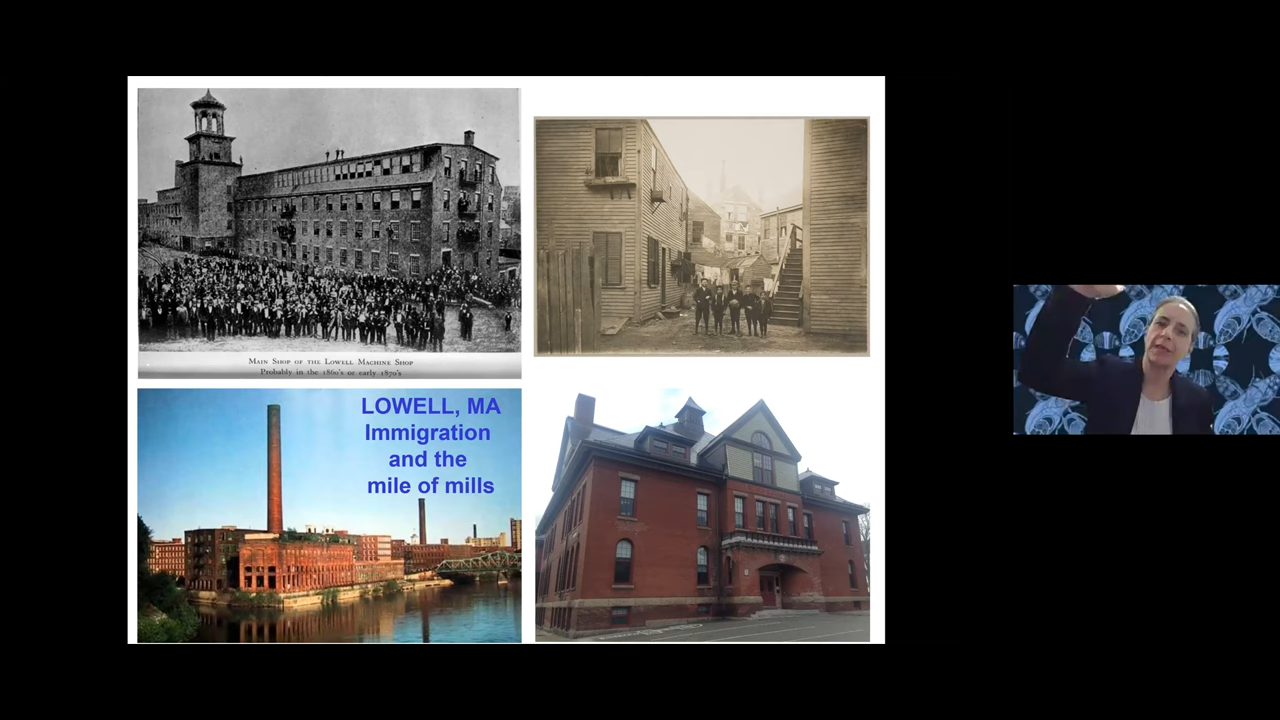 MAIN SHOP OF THE LOWELL MACHINE SHOP
Probably in the 1860's or early 1870's
LOWELL, MA
Immigration
and the
mile of mills